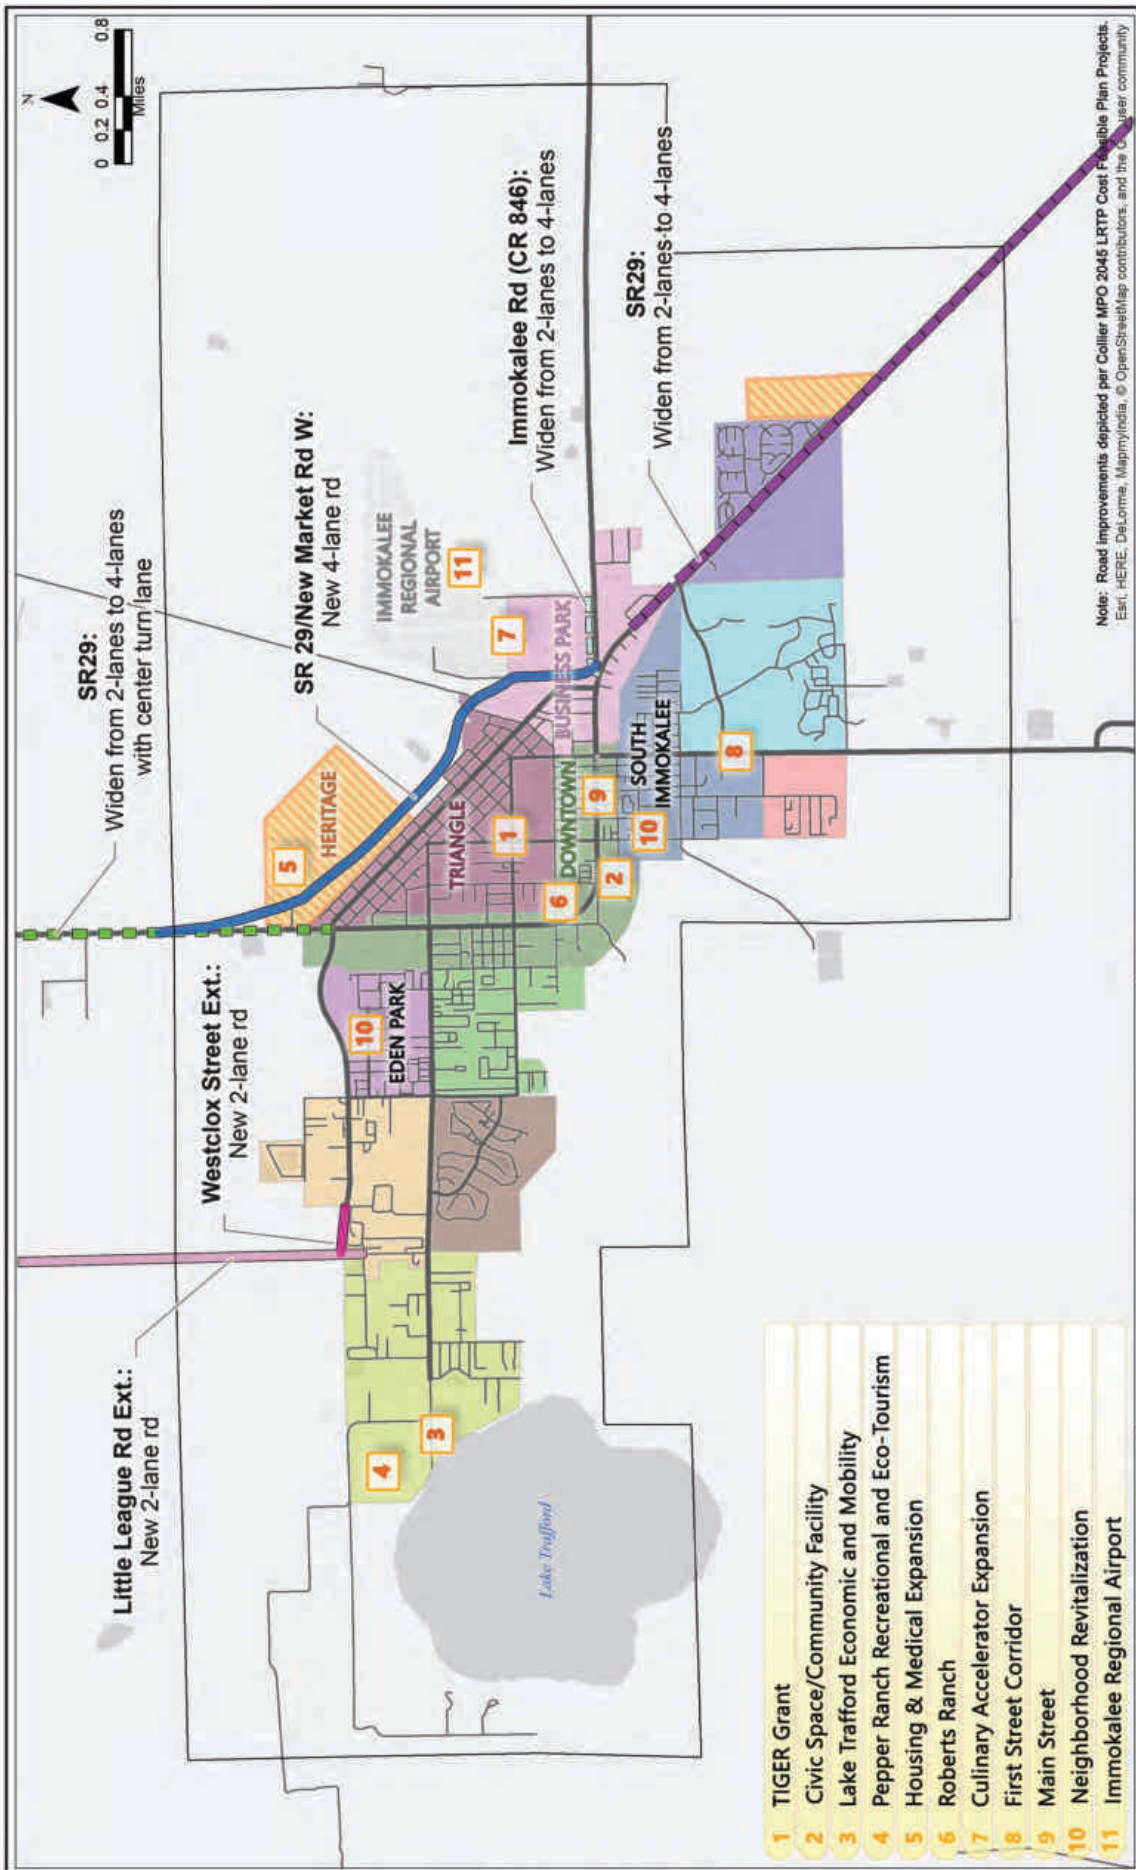 N
0 0.2 0.4 0.8
Miles
SR29:
Widen from 2-lanes to 4-lanes
with center turn lane
SR 29/New Market Rd W:
New 4-lane rd
Westclox Street Ext.:
New 2-lane rd
Little League Rd Ext.:
New 2-lane rd
Immokalee Rd (CR 846):
Widen from 2-lanes to 4-lanes
SR29:
Widen from 2-lanes to 4-lanes
IMMOKALEE
REGIONAL
AIRPORT
11
7
BUSINESS PARK
5
HERITAGE
TRIANGLE
1
DOWNTOWN
9
6
2
SOUTH
IMMOKALEE
10
8
10
EDEN PARK
4
3
Lake Trafford
1 TIGER Grant
2 Civic Space/Community Facility
3 Lake Trafford Economic and Mobility
4 Pepper Ranch Recreational and Eco-Tourism
5 Housing & Medical Expansion
6 Roberts Ranch
7 Culinary Accelerator Expansion
8 First Street Corridor
9 Main Street
10 Neighborhood Revitalization
11 Immokalee Regional Airport
Note: Road improvements depicted per Collier MPO 2045 LRTP Cost Feasible Plan Projects.
Esri, HERE, DeLorme, MapmyIndia, © OpenStreetMap contributors, and the user community